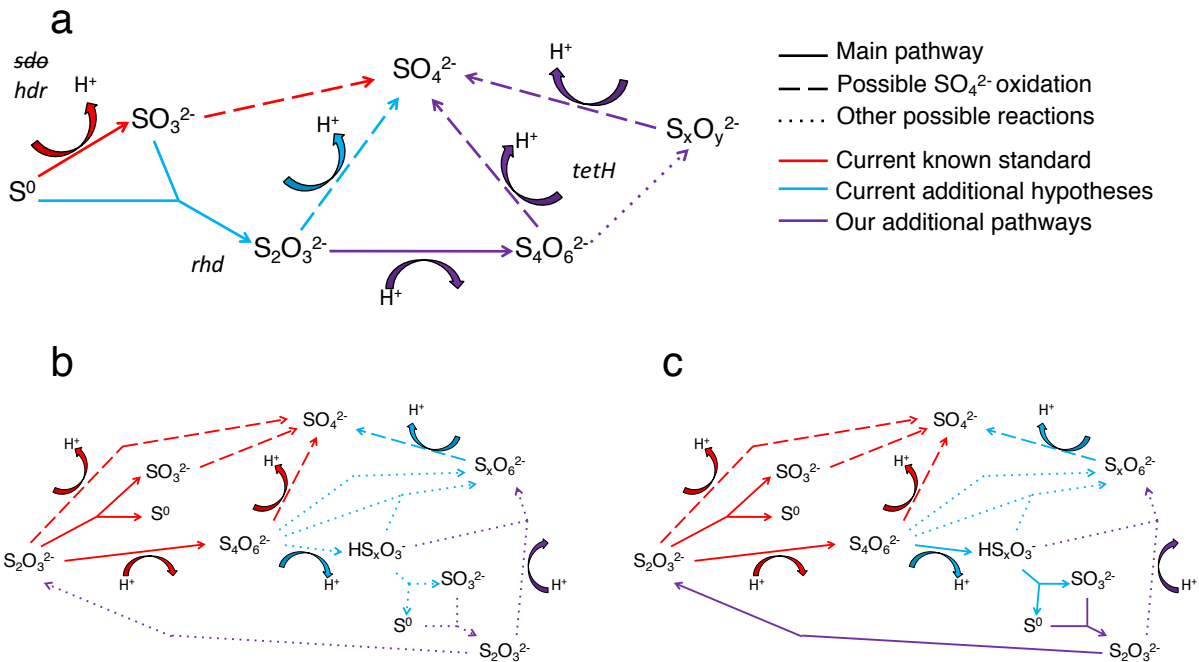 a
~~sdo~~
hdr
H⁺
SO₃²⁻
S⁰
rhd
S₂O₃²⁻
H⁺
SO₄²⁻
H⁺
tetH
H⁺
S₄O₆²⁻
H⁺
SₓOᵧ²⁻
Main pathway
Possible SO₄²⁻ oxidation
Other possible reactions
Current known standard
Current additional hypotheses
Our additional pathways
b
H⁺
SO₄²⁻
H⁺
SO₃²⁻
H⁺
SₓO₆²⁻
S⁰
S₄O₆²⁻
HSₓO₃⁻
S₂O₃²⁻
H⁺
H⁺
SO₃²⁻
H⁺
S⁰
S₂O₃²⁻
c
H⁺
SO₄²⁻
H⁺
SO₃²⁻
H⁺
SₓO₆²⁻
S⁰
S₄O₆²⁻
HSₓO₃⁻
S₂O₃²⁻
H⁺
H⁺
SO₃²⁻
H⁺
S⁰
S₂O₃²⁻